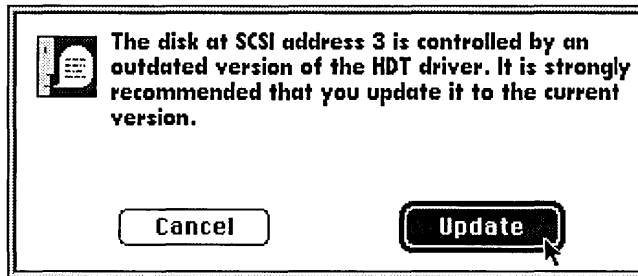 The disk at SCSI address 3 is controlled by an
outdated version of the HDT driver. It is strongly
recommended that you update it to the current
version.
Cancel
Update